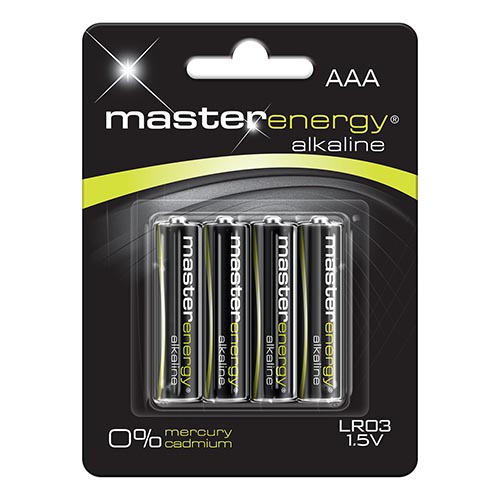 AAA
masterenergy®
alkaline
masterenergy®
alkaline
masterenergy®
alkaline
masterenergy®
alkaline
masterenergy®
alkaline
0% mercury
cadmium
LR03
1.5V